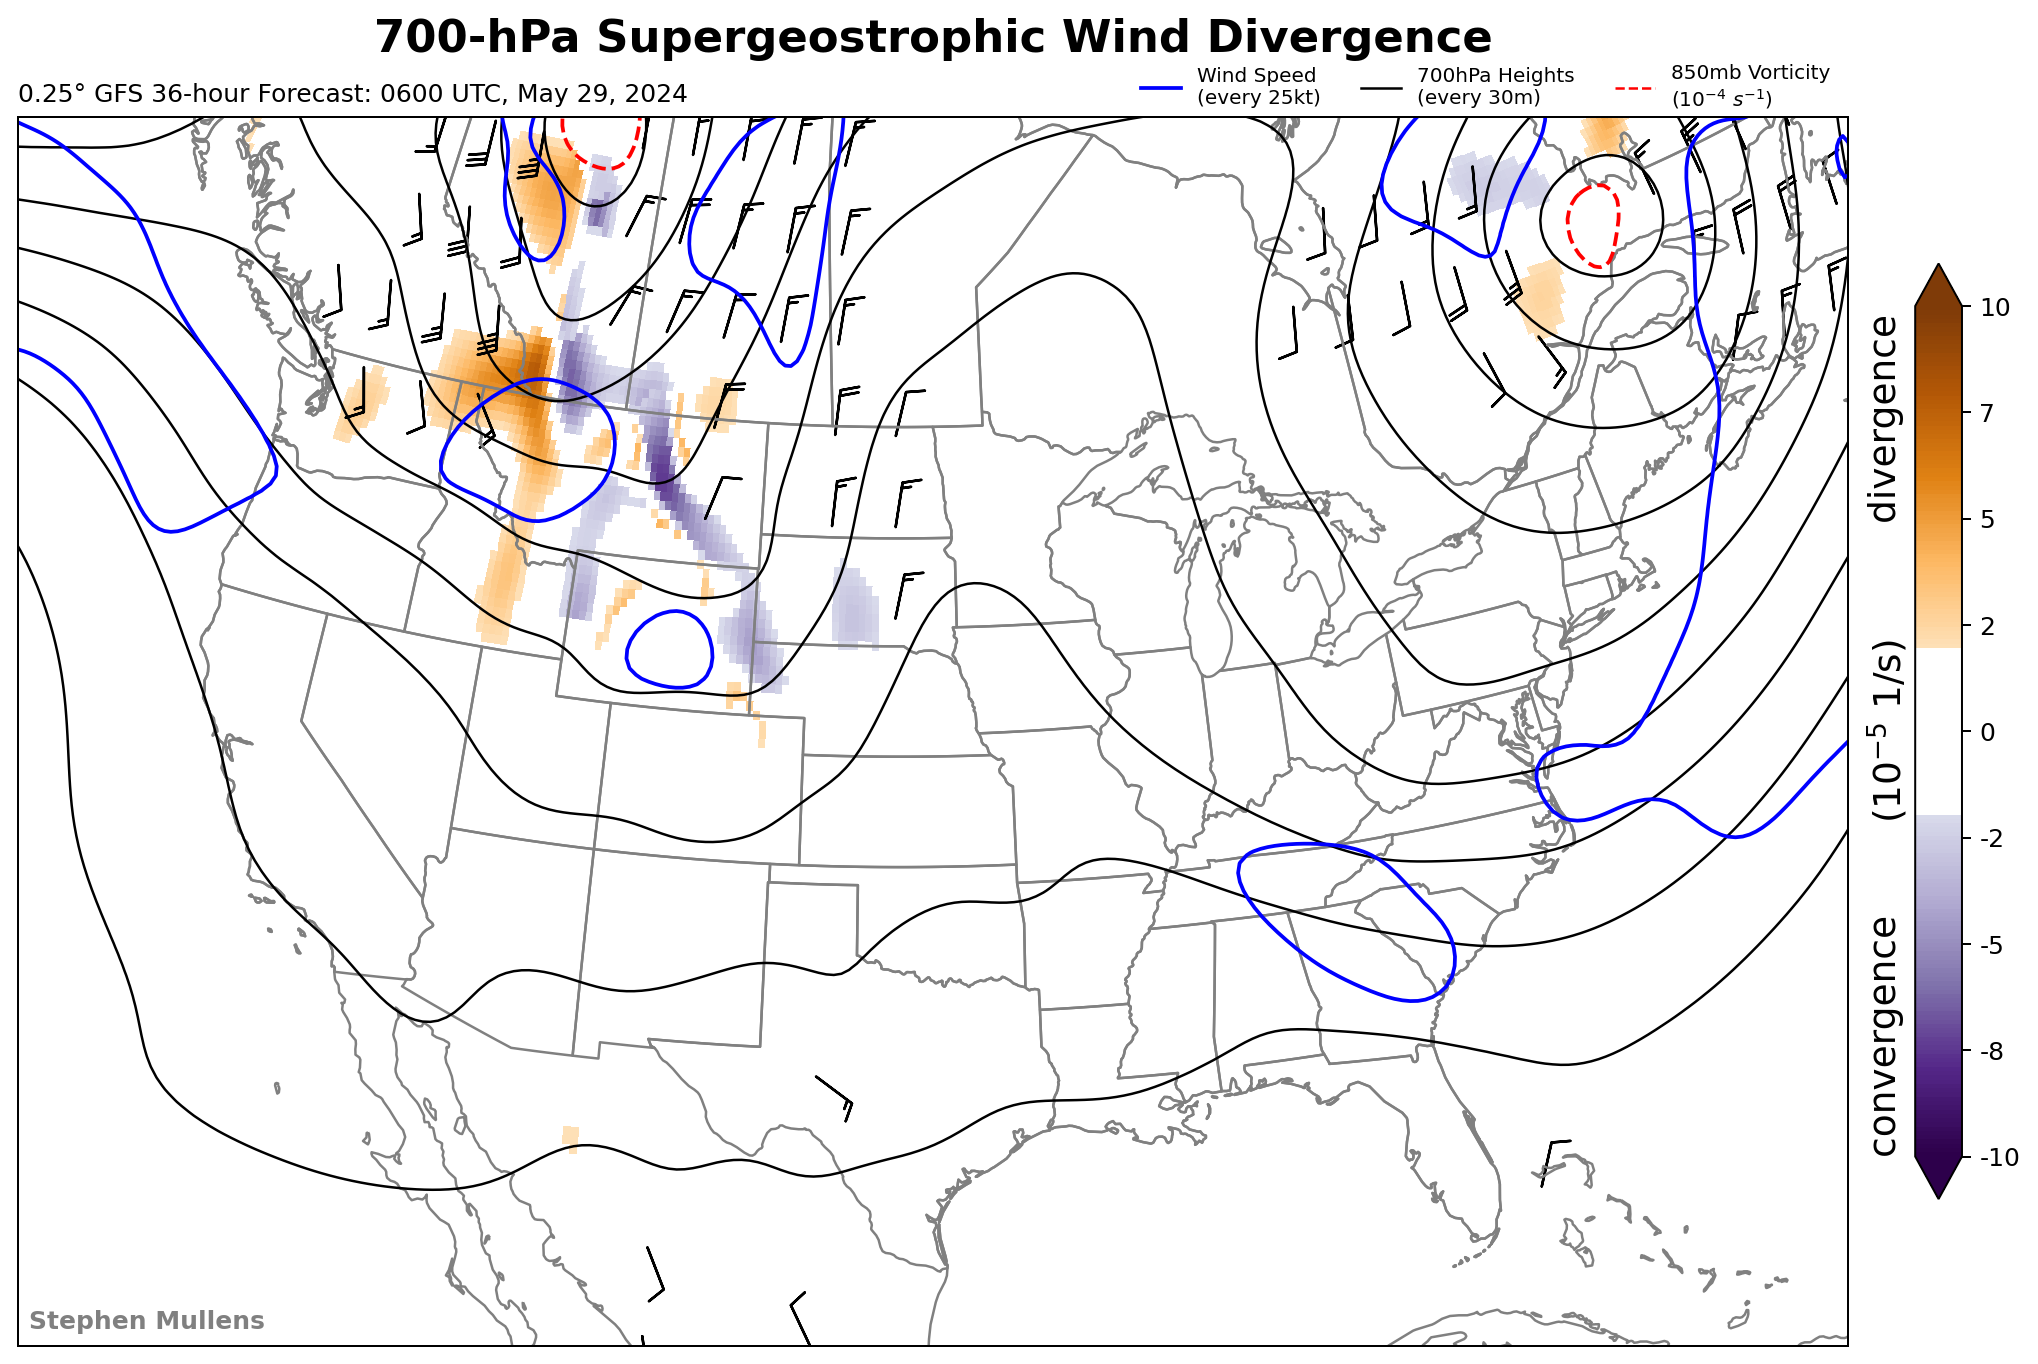 700-hPa Supergeostrophic Wind Divergence
0.25° GFS 36-hour Forecast: 0600 UTC, May 29, 2024
Wind Speed
(every 25kt)
700hPa Heights
(every 30m)
850mb Vorticity
(10⁻⁴ s⁻¹)
10
7
5
2
0
-2
-5
-8
-10
convergence (10⁻⁵ 1/s) divergence
Stephen Mullens